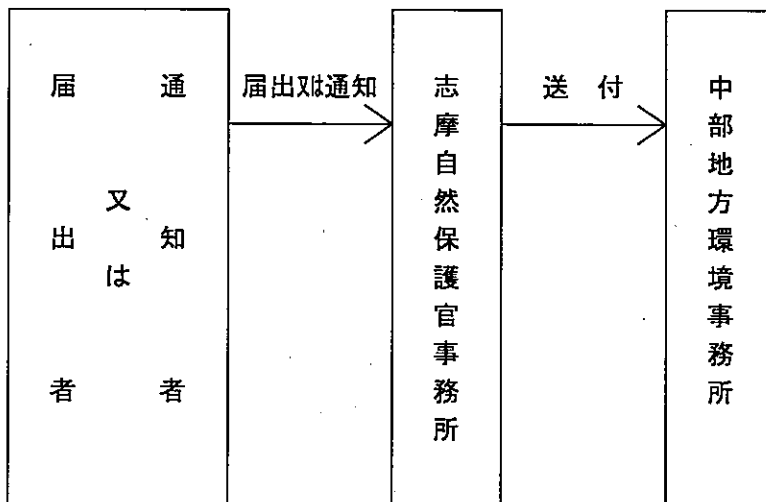 届出者
又は
通知者
届出又は通知
志摩自然保護官事務所
送付
中部地方環境事務所